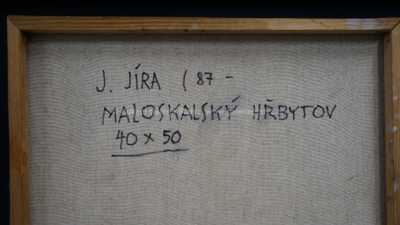 J. JÍRA (87 -
MALOSKALSKÝ HŘBYTOV
40 x 50